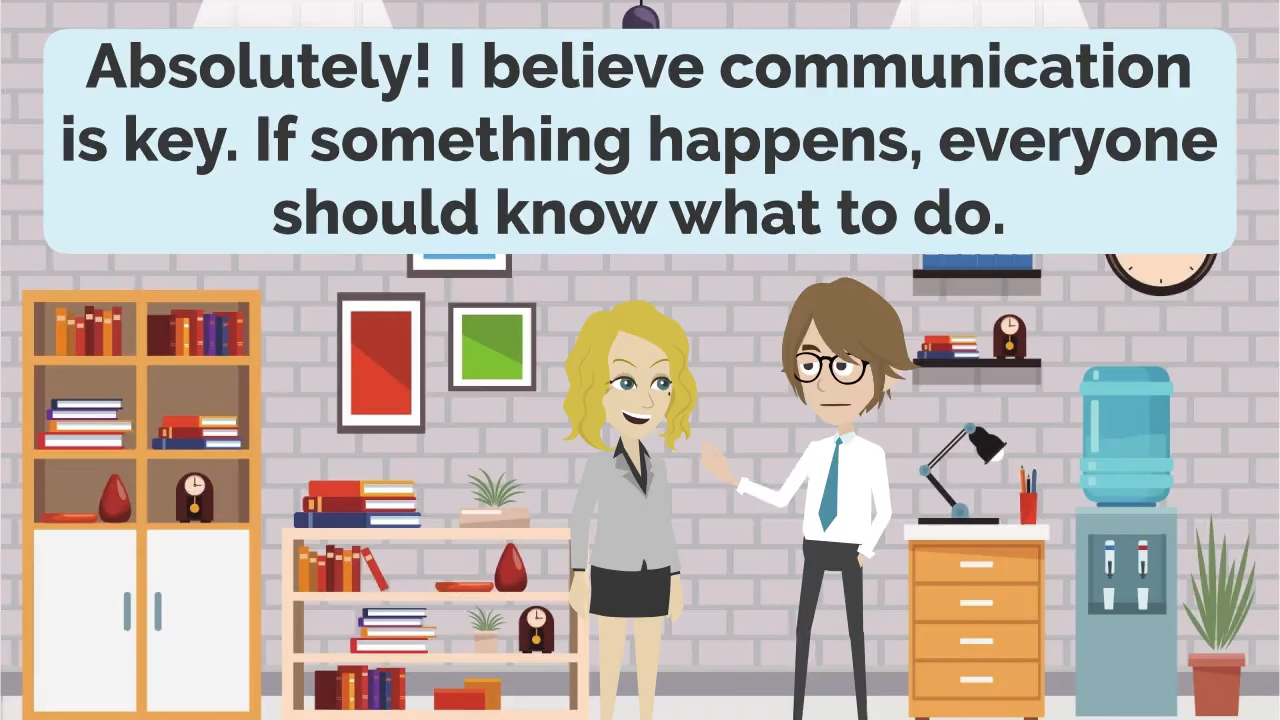 Absolutely! I believe communication
is key. If something happens, everyone
should know what to do.